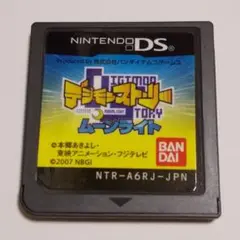 NINTENDO DS
DIGIMON
デジモンストーリー
STORY
ムーンライト
©本郷あきよし・
東映アニメーション・フジテレビ
©2007 NBGI
BAN
DAI
NTR-A6RJ-JPN